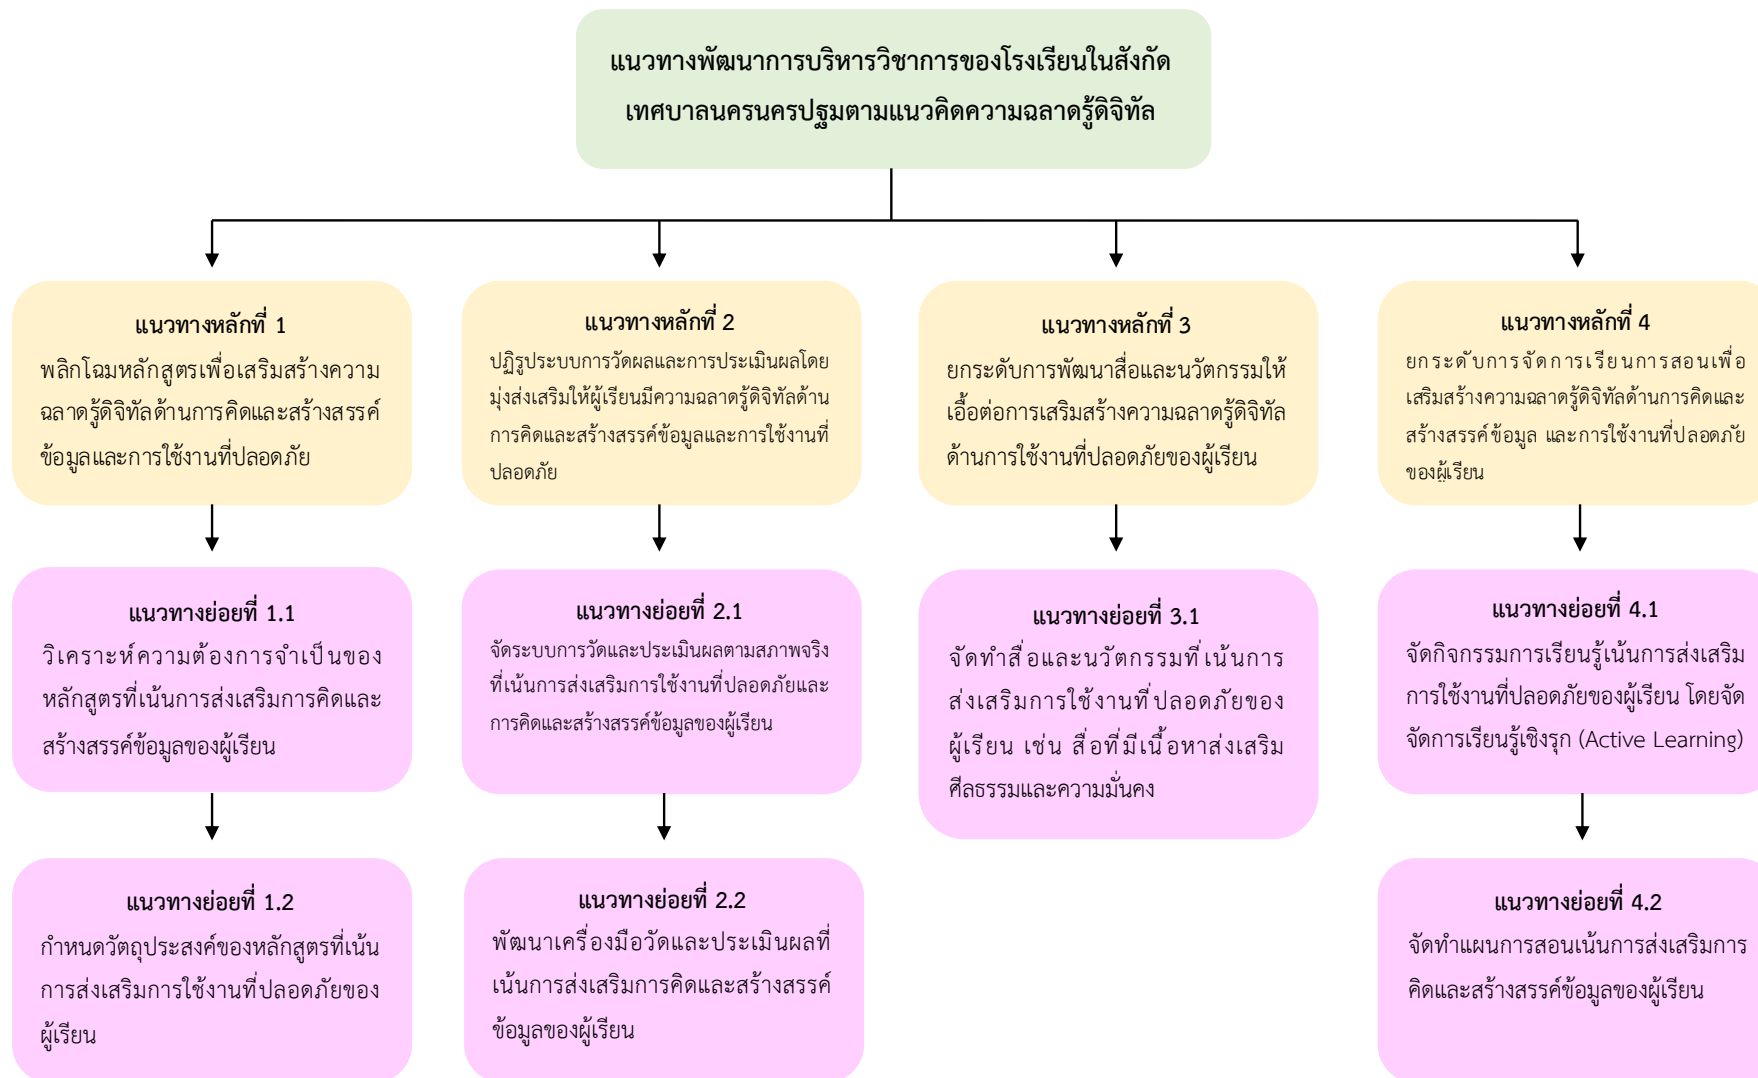 แนวทางพัฒนาการบริหารวิชาการของโรงเรียนในสังกัด
เทศบาลนครนครปฐมตามแนวคิดความฉลาดรู้ดิจิทัล
แนวทางหลักที่ 1
พลิกโฉมหลักสูตรเพื่อเสริมสร้างความ
ฉลาดรู้ดิจิทัลด้านการคิดและสร้างสรรค์
ข้อมูลและการใช้งานที่ปลอดภัย
แนวทางหลักที่ 2
ปฏิรูประบบการวัดผลและการประเมินผลโดย
มุ่งส่งเสริมให้ผู้เรียนมีความฉลาดรู้ดิจิทัลด้าน
การคิดและสร้างสรรค์ข้อมูลและการใช้งานที่
ปลอดภัย
แนวทางหลักที่ 3
ยกระดับการพัฒนาสื่อและนวัตกรรมให้
เอื้อต่อการเสริมสร้างความฉลาดรู้ดิจิทัล
ด้านการใช้งานที่ปลอดภัยของผู้เรียน
แนวทางหลักที่ 4
ยกระดับการจัดการเรียนการสอนเพื่อ
เสริมสร้างความฉลาดรู้ดิจิทัลด้านการคิดและ
สร้างสรรค์ข้อมูล และการใช้งานที่ปลอดภัย
ของผู้เรียน
แนวทางย่อยที่ 1.1
วิเคราะห์ความต้องการจำเป็นของ
หลักสูตรที่เน้นการส่งเสริมการคิดและ
สร้างสรรค์ข้อมูลของผู้เรียน
แนวทางย่อยที่ 2.1
จัดระบบการวัดและประเมินผลตามสภาพจริง
ที่เน้นการส่งเสริมการใช้งานที่ปลอดภัยและ
การคิดและสร้างสรรค์ข้อมูลของผู้เรียน
แนวทางย่อยที่ 3.1
จัดทำสื่อและนวัตกรรมที่เน้นการ
ส่งเสริมการใช้งานที่ปลอดภัยของ
ผู้เรียน เช่น สื่อที่มีเนื้อหาส่งเสริม
ศีลธรรมและความมั่นคง
แนวทางย่อยที่ 4.1
จัดกิจกรรมการเรียนรู้เน้นการส่งเสริม
การใช้งานที่ปลอดภัยของผู้เรียน โดยจัด
จัดการเรียนรู้เชิงรุก (Active Learning)
แนวทางย่อยที่ 1.2
กำหนดวัตถุประสงค์ของหลักสูตรที่เน้น
การส่งเสริมการใช้งานที่ปลอดภัยของ
ผู้เรียน
แนวทางย่อยที่ 2.2
พัฒนาเครื่องมือวัดและประเมินผลที่
เน้นการส่งเสริมการคิดและสร้างสรรค์
ข้อมูลของผู้เรียน
แนวทางย่อยที่ 4.2
จัดทำแผนการสอนเน้นการส่งเสริมการ
คิดและสร้างสรรค์ข้อมูลของผู้เรียน